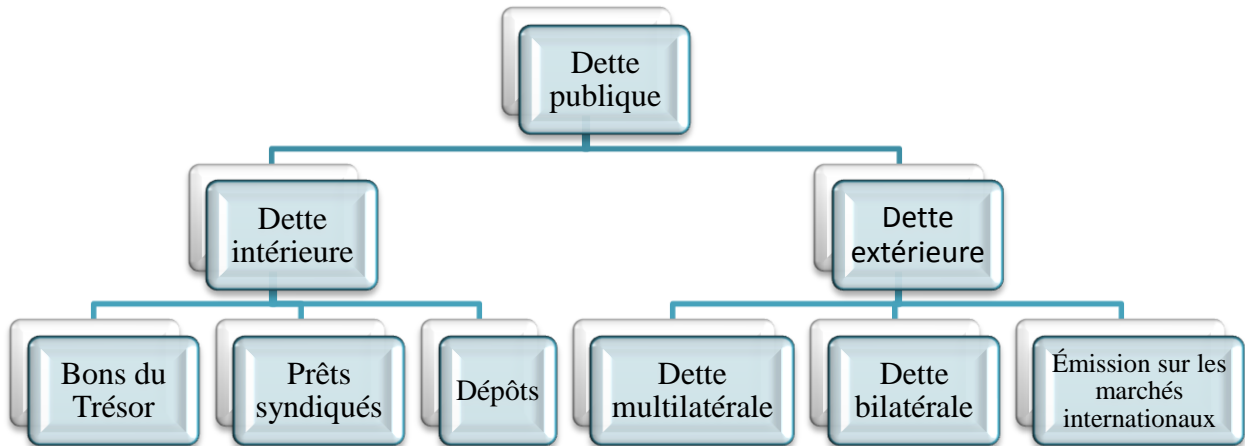 Dette
publique
Dette
intérieure
Dette
extérieure
Bons du
Trésor
Prêts
syndiqués
Dépôts
Dette
multilatérale
Dette
bilatérale
Émission sur les
marchés
internationaux